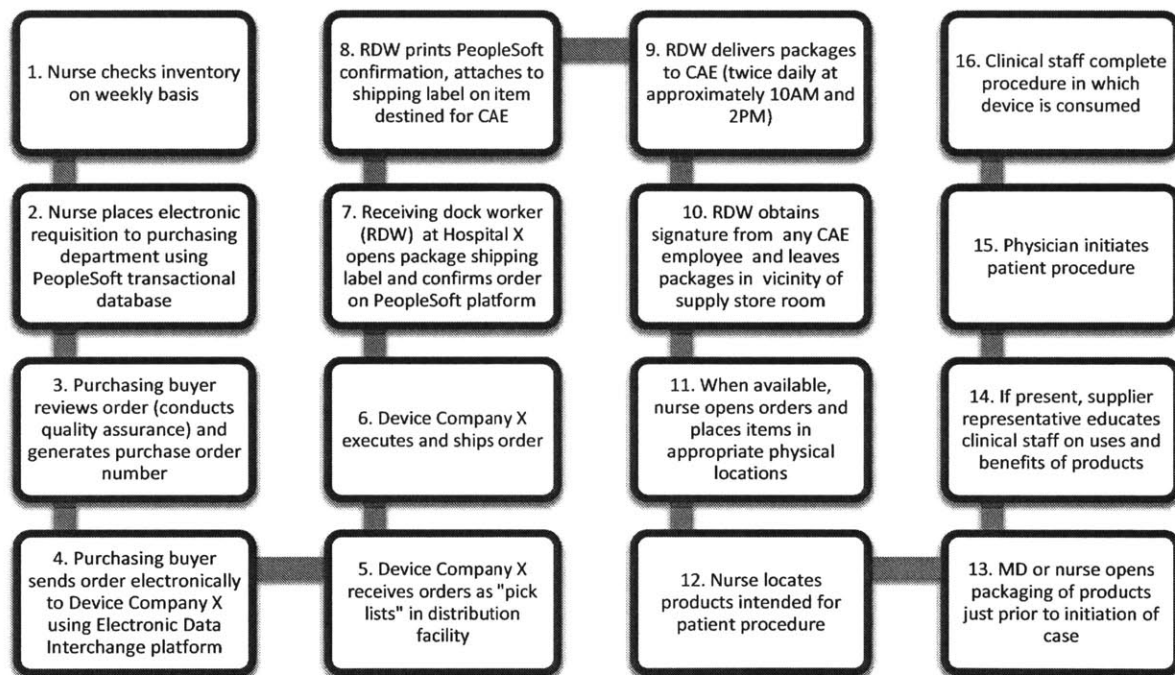 1. Nurse checks inventory
on weekly basis
2. Nurse places electronic
requisition to purchasing
department using
PeopleSoft transactional
database
3. Purchasing buyer
reviews order (conducts
quality assurance) and
generates purchase order
number
4. Purchasing buyer
sends order electronically
to Device Company X
using Electronic Data
Interchange platform
5. Device Company X
receives orders as "pick
lists" in distribution
facility
6. Device Company X
executes and ships order
7. Receiving dock worker
(RDW) at Hospital X
opens package shipping
label and confirms order
on PeopleSoft platform
8. RDW prints PeopleSoft
confirmation, attaches to
shipping label on item
destined for CAE
9. RDW delivers packages
to CAE (twice daily at
approximately 10AM and
2PM)
10. RDW obtains
signature from any CAE
employee and leaves
packages in vicinity of
supply store room
11. When available,
nurse opens orders and
places items in
appropriate physical
locations
12. Nurse locates
products intended for
patient procedure
13. MD or nurse opens
packaging of products
just prior to initiation of
case
14. If present, supplier
representative educates
clinical staff on uses and
benefits of products
15. Physician initiates
patient procedure
16. Clinical staff complete
procedure in which
device is consumed